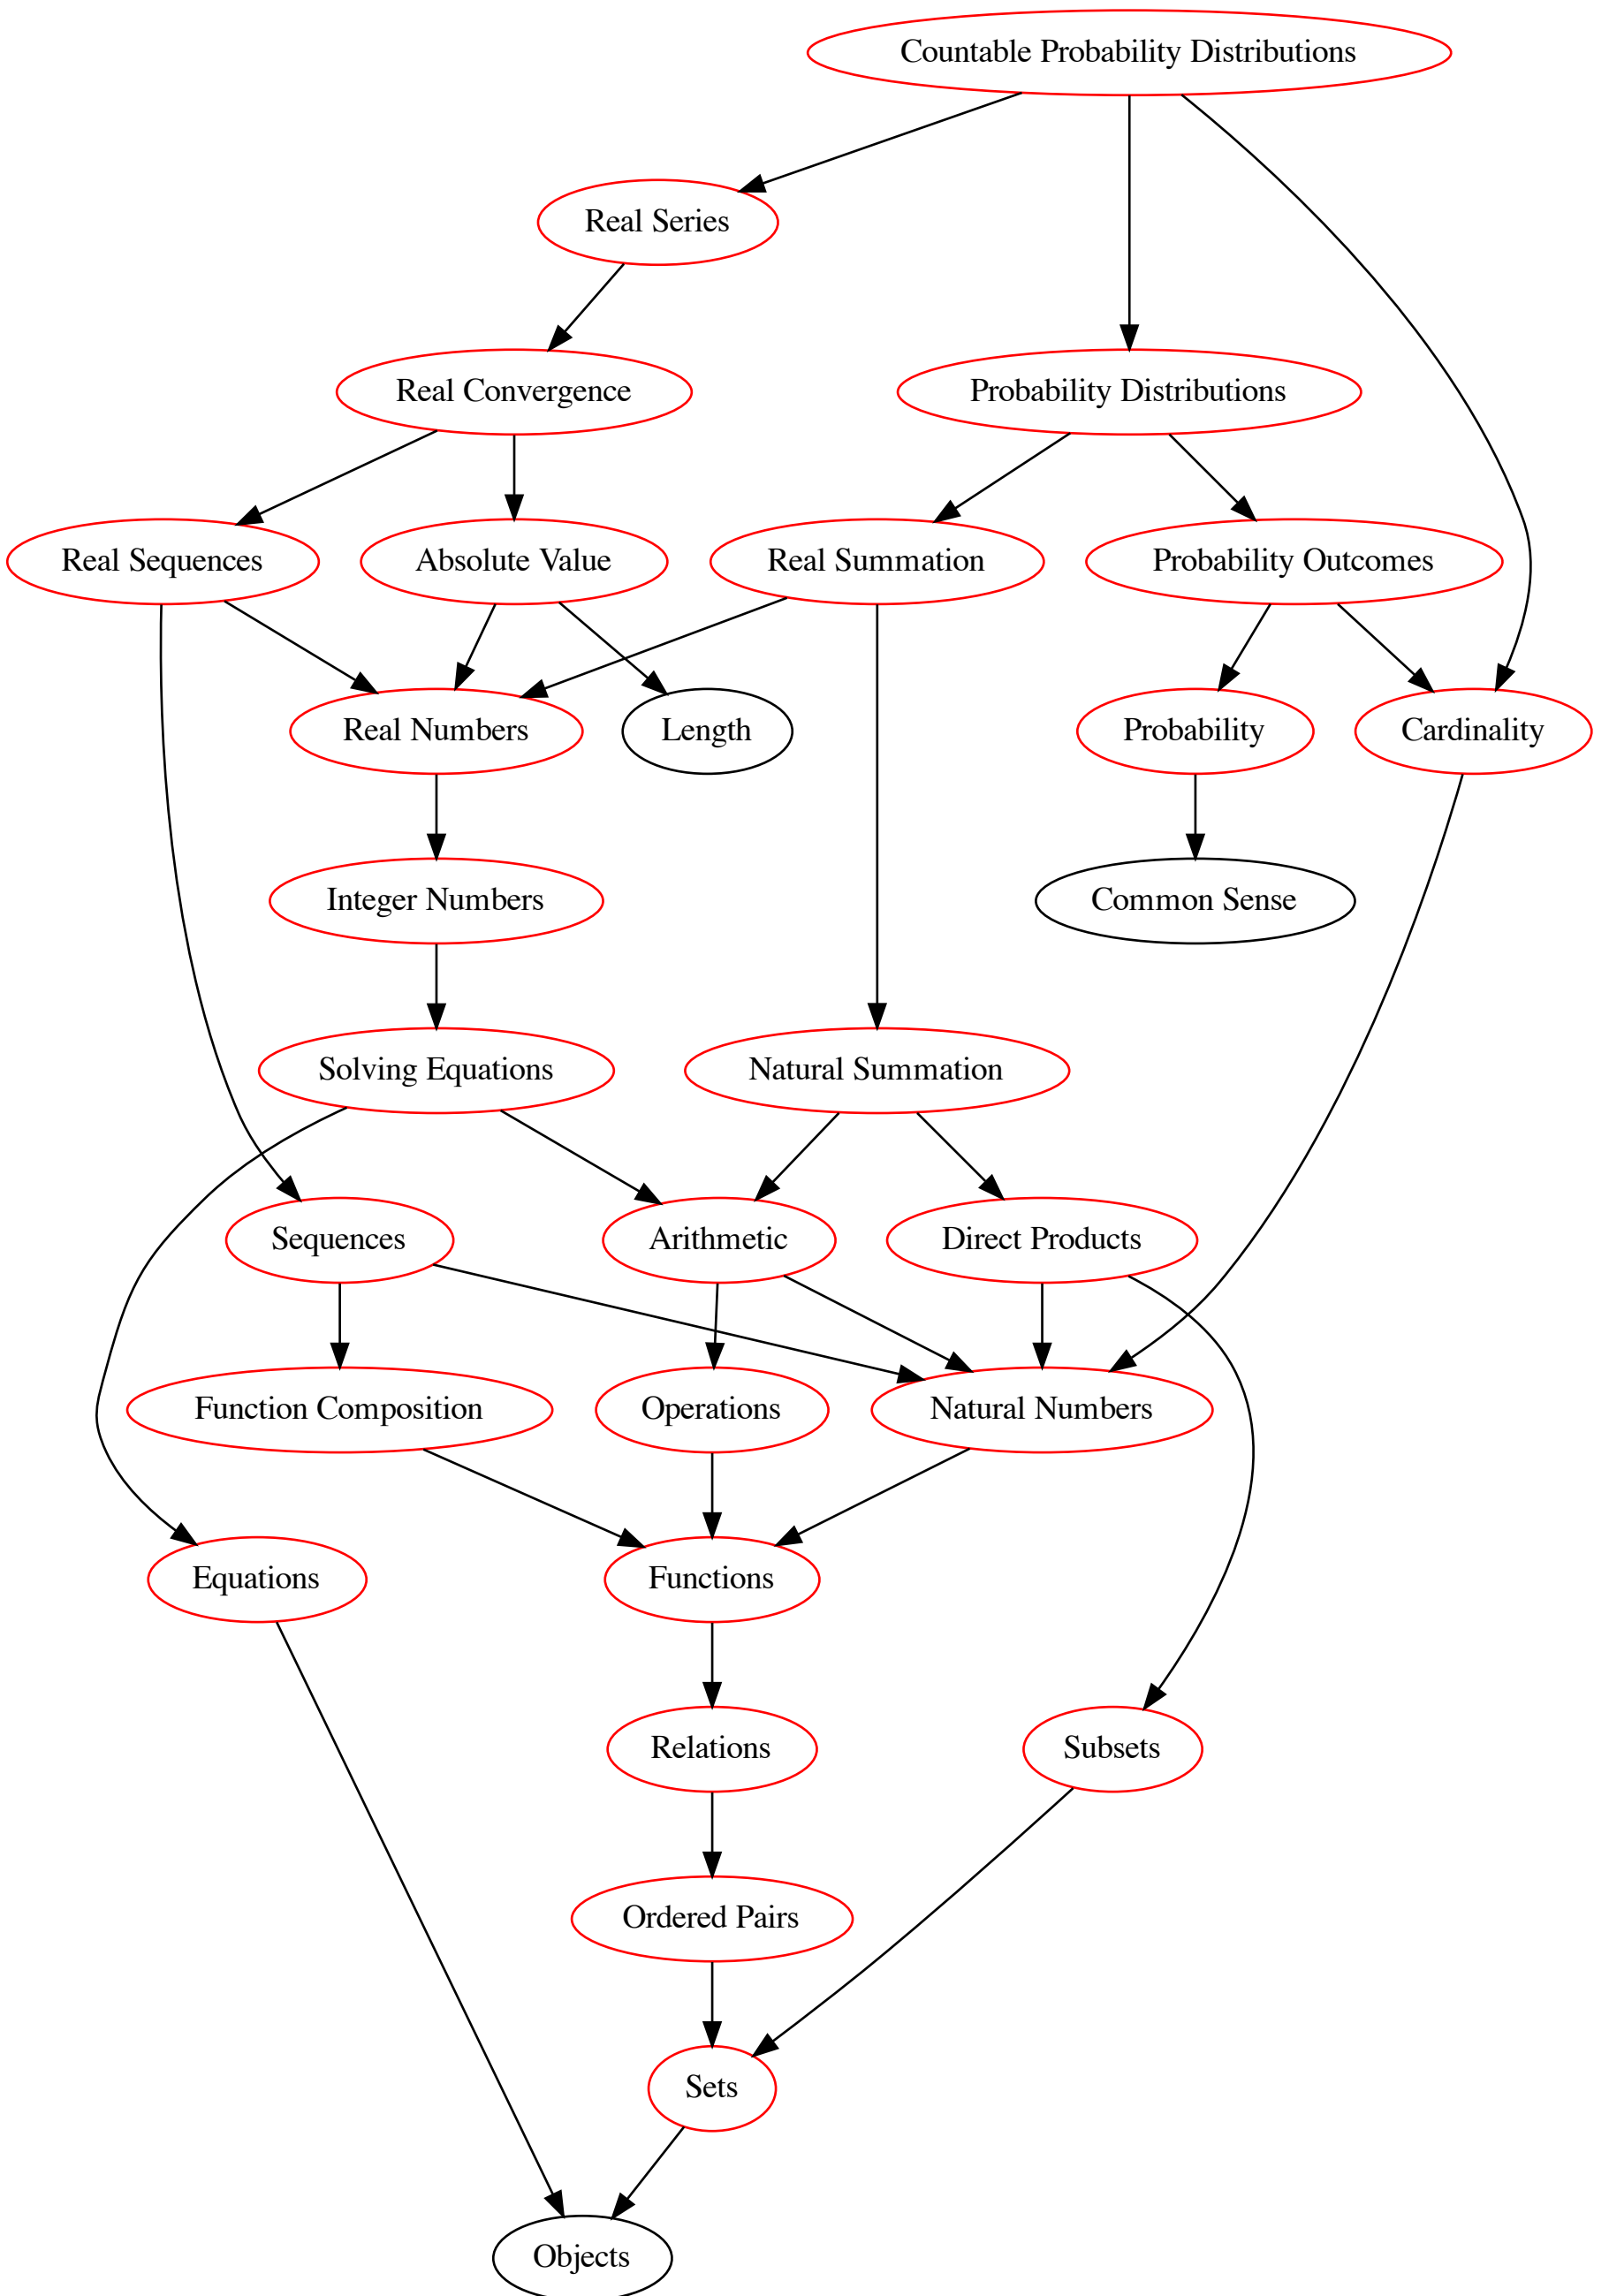 Countable Probability Distributions
Real Series
Real Convergence
Probability Distributions
Real Sequences
Absolute Value
Real Summation
Probability Outcomes
Real Numbers
Length
Probability
Cardinality
Integer Numbers
Common Sense
Solving Equations
Natural Summation
Sequences
Arithmetic
Direct Products
Function Composition
Operations
Natural Numbers
Equations
Functions
Relations
Subsets
Ordered Pairs
Sets
Objects